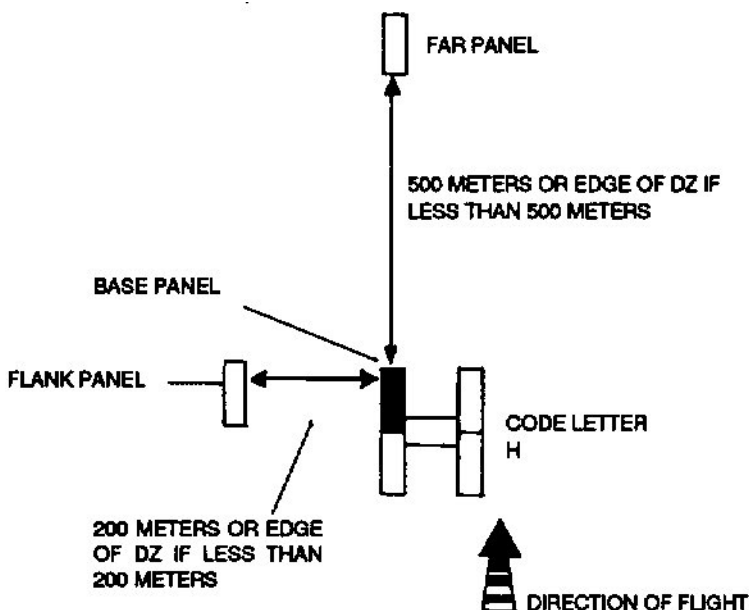 FAR PANEL
500 METERS OR EDGE OF DZ IF
LESS THAN 500 METERS
BASE PANEL
FLANK PANEL
CODE LETTER
H
200 METERS OR EDGE
OF DZ IF LESS THAN
200 METERS
DIRECTION OF FLIGHT